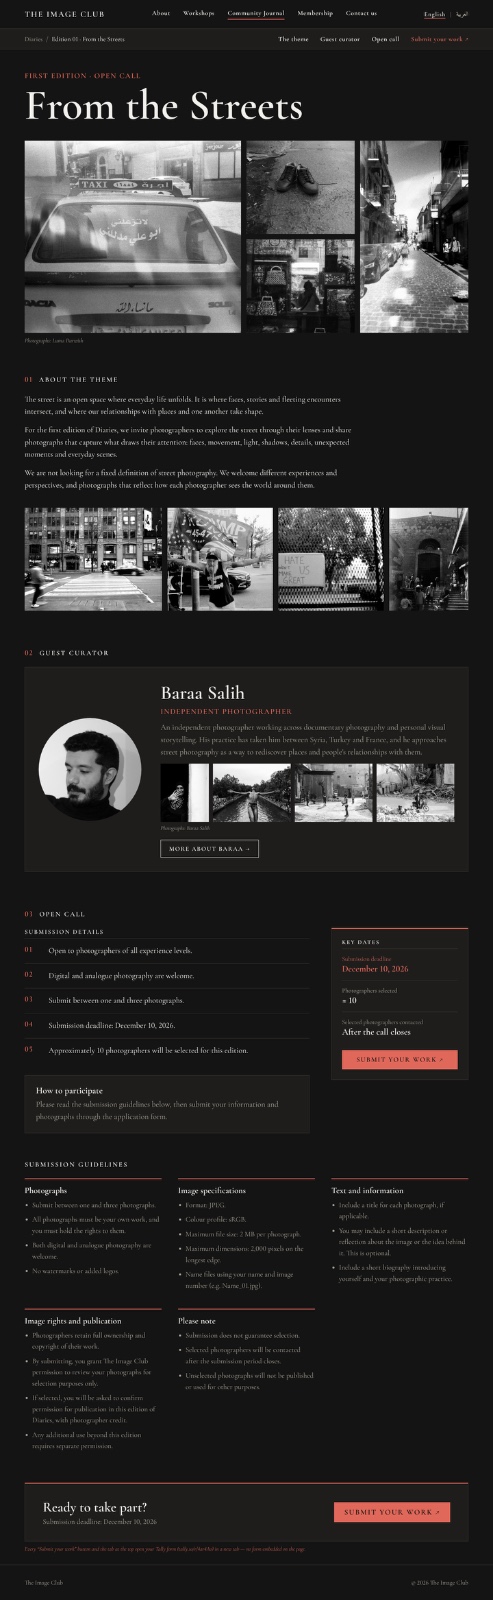 THE IMAGE CLUB
About Workshops Community Journal Membership Contact us
English | العربية
Diaries / Edition 01 · From the Streets
The theme Guest curator Open call Submit your work ↗
FIRST EDITION · OPEN CALL
From the Streets
TAXI
DACIA
01 ABOUT THE THEME
The street is an open space where everyday life unfolds. It is where faces, stories and fleeting encounters
intersect, and where our relationships with places and one another take shape.
For the first edition of Diaries, we invite photographers to explore the street through their lenses and share
photographs that capture what draws their attention: faces, movement, light, shadows, details, unexpected
moments and everyday scenes.
We are not looking for a fixed definition of street photography. We welcome different experiences and
perspectives, and photographs that reflect how each photographer sees the world around them.
HATE
US
EAT
02 GUEST CURATOR
Baraa Salih
INDEPENDENT PHOTOGRAPHER
An independent photographer working across documentary photography and personal visual
storytelling. His practice has taken him between Syria, Turkey and France, and he approaches
street photography as a way to rediscover places and people's relationships with them.
Photographs: Baraa Salih
MORE ABOUT BARAA
03 OPEN CALL
SUBMISSION DETAILS
01 Open to photographers of all experience levels.
02 Digital and analogue photography are welcome.
03 Submit between one and three photographs.
04 Submission deadline: December 10, 2026.
05 Approximately 10 photographers will be selected for this edition.
KEY DATES
Submission deadline
December 10, 2026
Photographers selected
≈ 10
Selected photographers contacted
After the call closes
SUBMIT YOUR WORK ↗
How to participate
Please read the submission guidelines below, then submit your information and
photographs through the application form.
SUBMISSION GUIDELINES
Photographs
• Submit between one and three photographs.
• All photographs must be your own work, and
you must hold the rights to them.
• Both digital and analogue photography are
welcome.
• No watermarks or added logos.
Image specifications
• Format: JPEG.
• Colour profile: sRGB.
• Maximum file size: 2 MB per photograph.
• Maximum dimensions: 2,000 pixels on the
longest edge.
• Name files using your name and image
number (e.g. Name_01.jpg).
Text and information
• Include a title for each photograph, if
applicable.
• You may include a short description or
reflection about the image or the idea behind
it. This is optional.
• Include a short biography introducing
yourself and your photographic practice.
Image rights and publication
• Photographers retain full ownership and
copyright of their work.
• By submitting, you grant The Image Club
permission to review your photographs for
selection purposes only.
• If selected, you will be asked to confirm
permission for publication in this edition of
Diaries, with photographer credit.
• Any additional use beyond this edition
requires separate permission.
Please note
• Submission does not guarantee selection.
• Selected photographers will be contacted
after the submission period closes.
• Unselected photographs will not be published
or used for other purposes.
Ready to take part?
Submission deadline: December 10, 2026
SUBMIT YOUR WORK ↗
The Image Club
© 2026 The Image Club